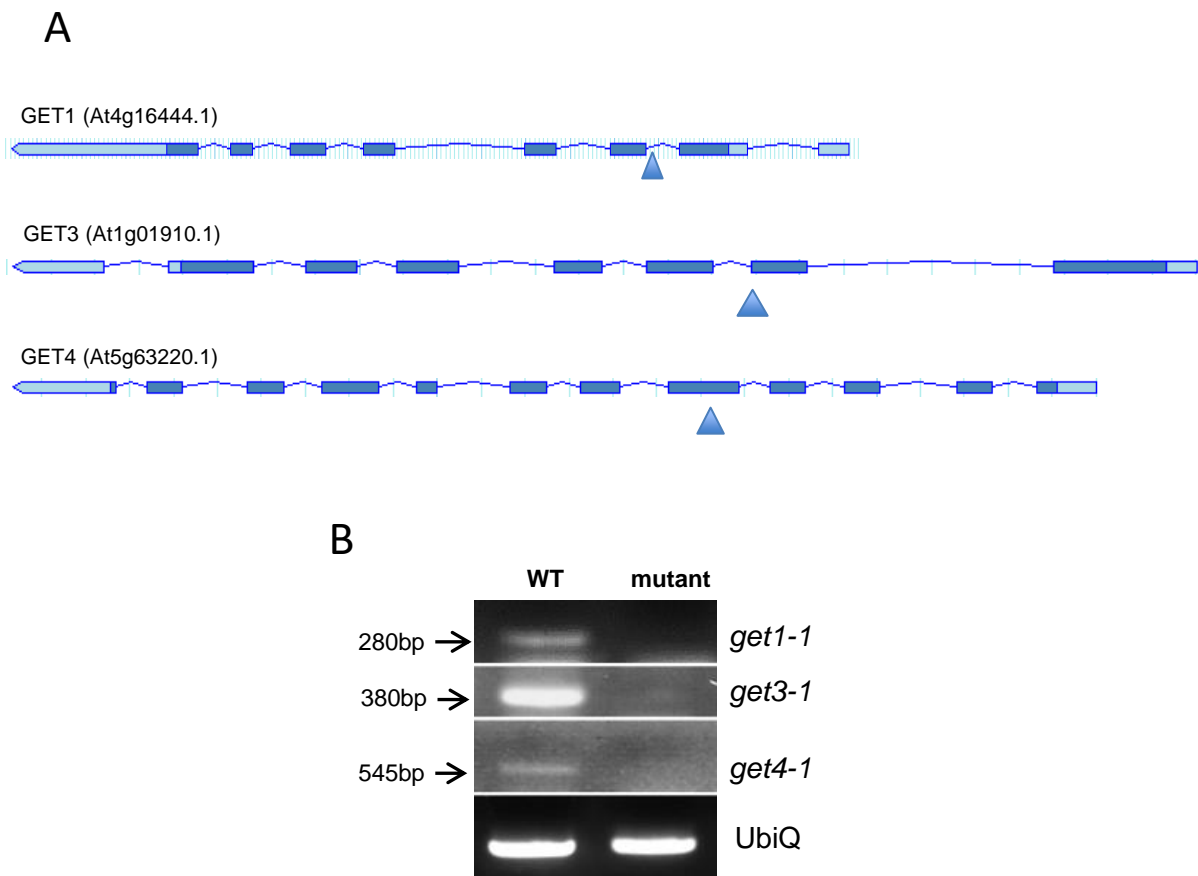 A
GET1 (At4g16444.1)
GET3 (At1g01910.1)
GET4 (At5g63220.1)
B
WT mutant
280bp get1-1
380bp get3-1
545bp get4-1
UbiQ